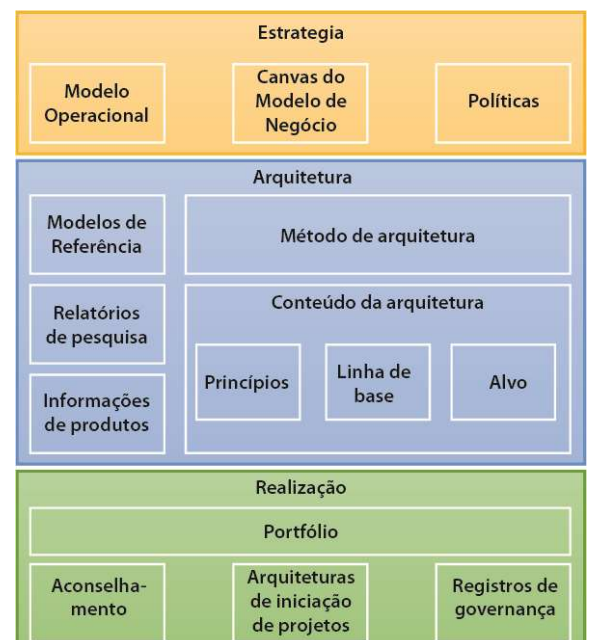 Estrategia
Modelo
Operacional
Canvas do
Modelo de
Negócio
Políticas
Arquitetura
Modelos de
Referência
Método de arquitetura
Relatórios
de pesquisa
Conteúdo da arquitetura
Princípios
Linha de
base
Alvo
Informações
de produtos
Realização
Portfólio
Aconselha-
mento
Arquiteturas
de iniciação
de projetos
Registros de
governança